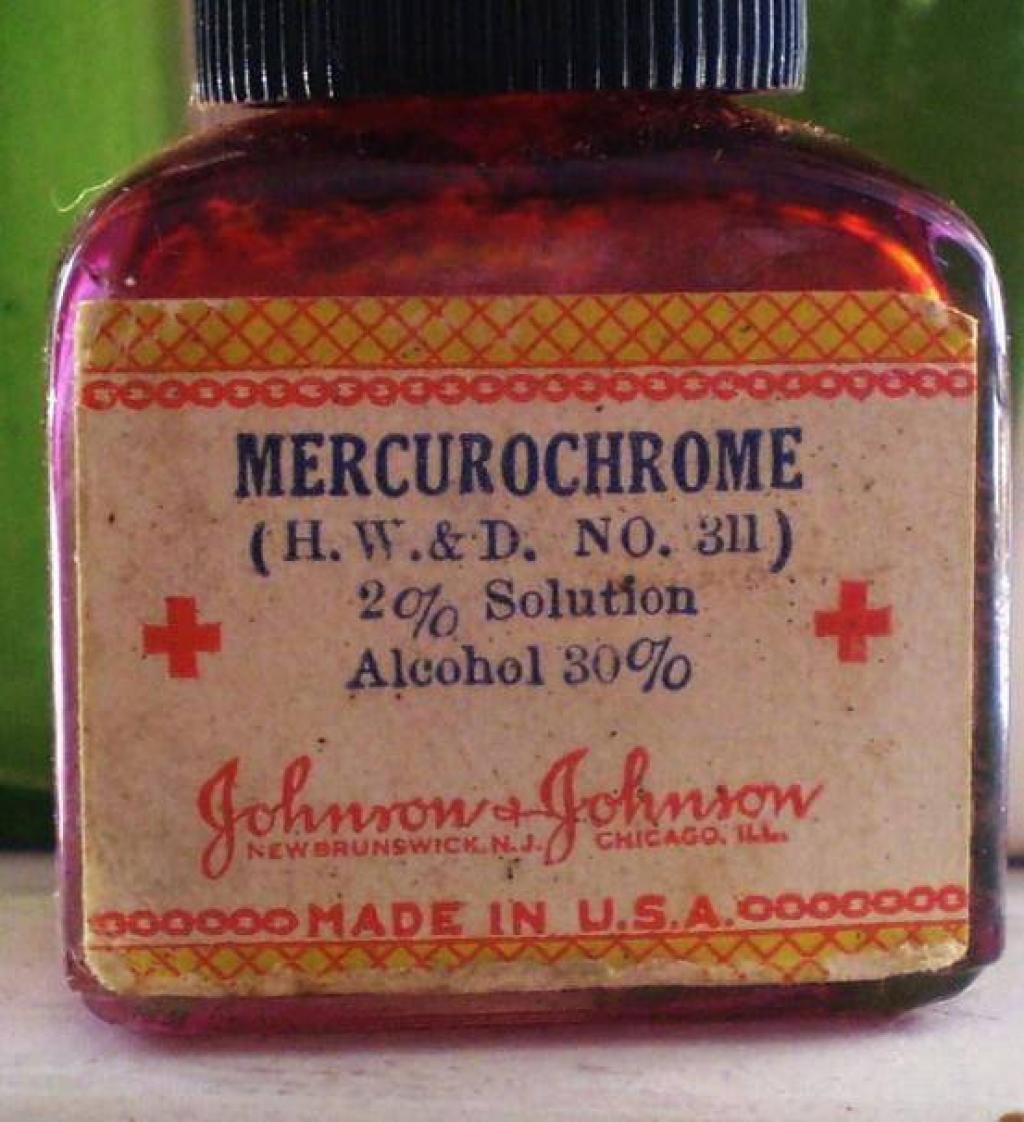 MERCUROCHROME
(H. W. & D. NO. 311)
2% Solution
Alcohol 30%
Johnson & Johnson
NEW BRUNSWICK, N. J. CHICAGO, ILL.
MADE IN U.S.A.